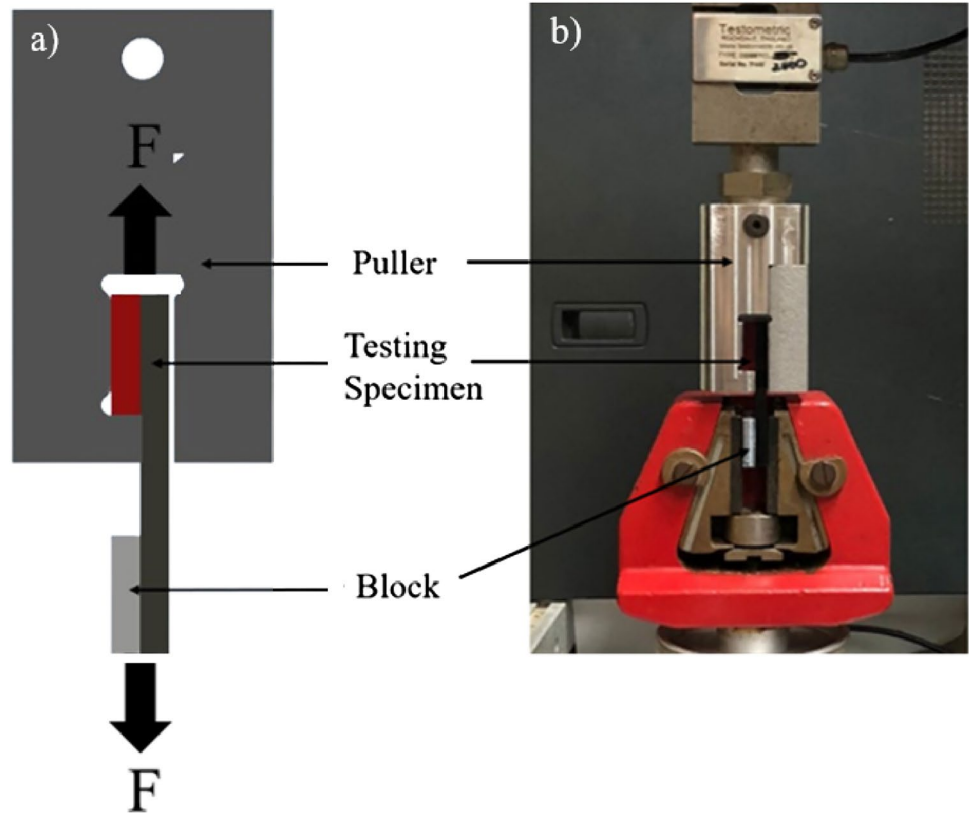 a)
F
F
b)
Testometric
Puller
Testing
Specimen
Block